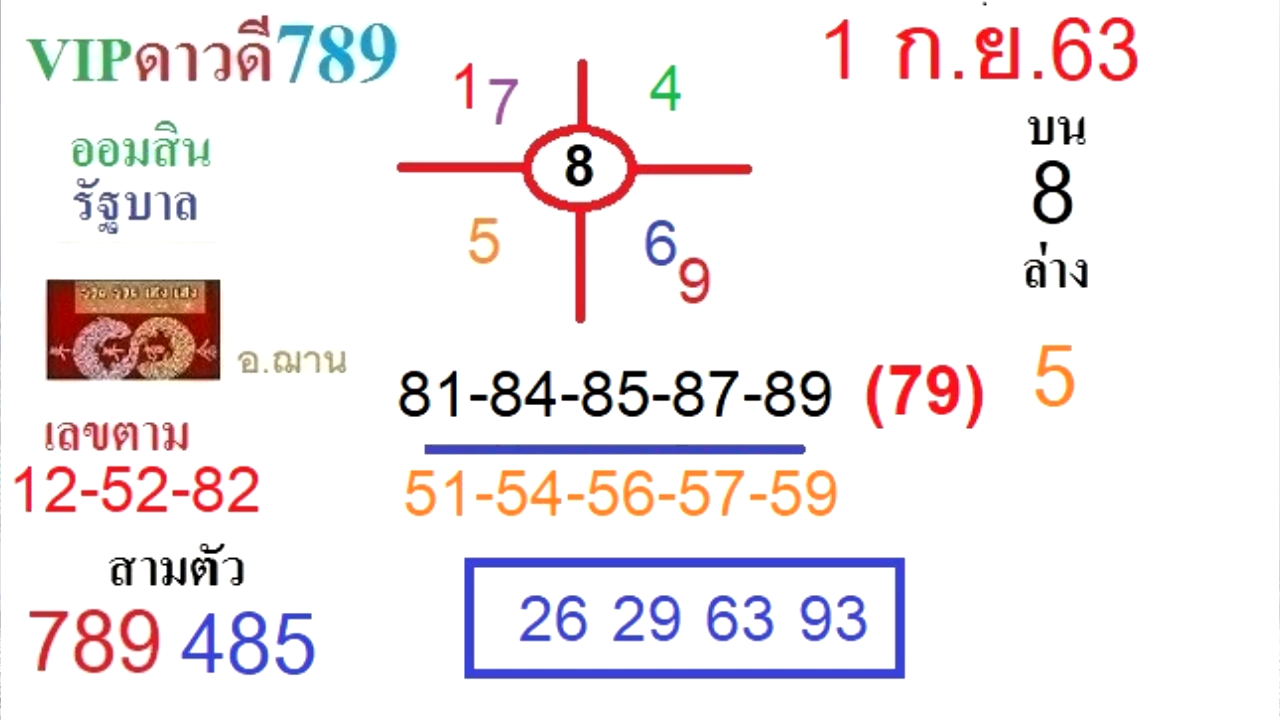 VIPดาวดี789
1 ก.ย.63
17
4
8
5
6
9
ออมสิน
รัฐบาล
บน
8
ล่าง
5
อ.ฌาน
81-84-85-87-89 (79)
51-54-56-57-59
เลขตาม
12-52-82
สามตัว
789 485
26 29 63 93